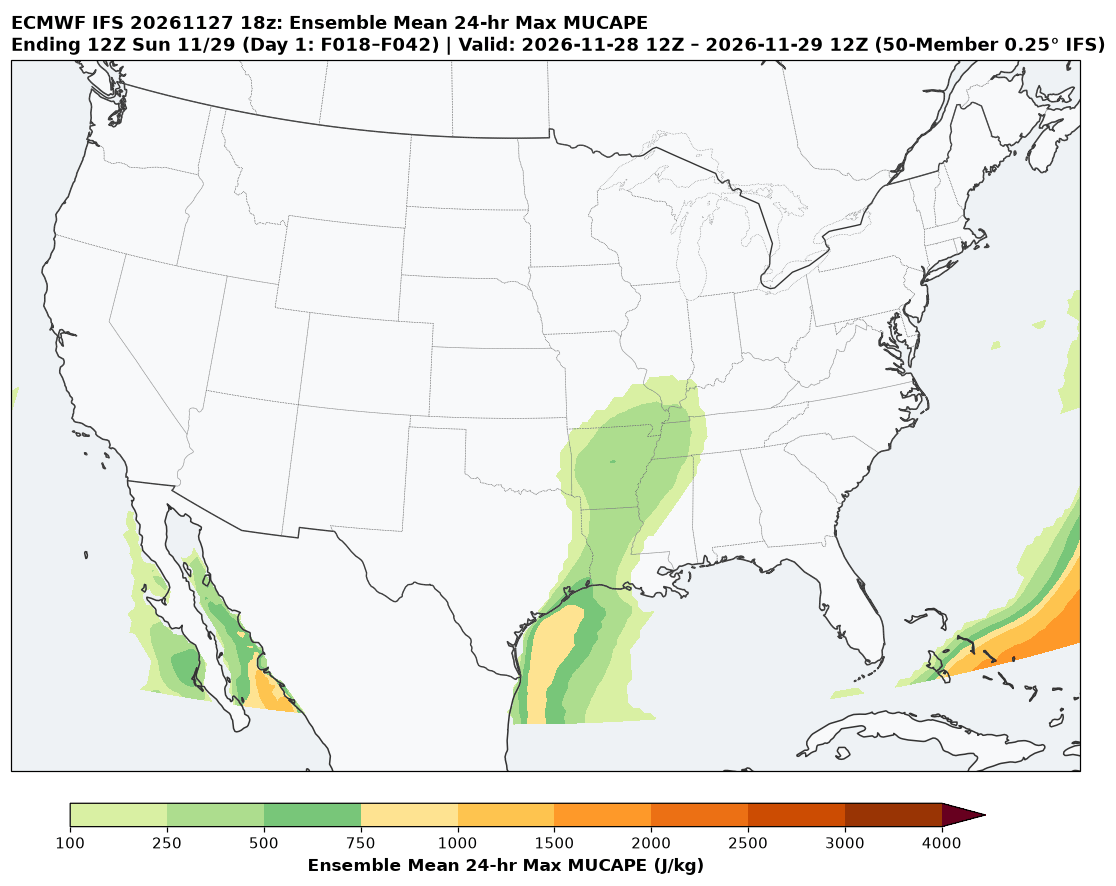 ECMWF IFS 20261127 18z: Ensemble Mean 24-hr Max MUCAPE
Ending 12Z Sun 11/29 (Day 1: F018–F042) | Valid: 2026-11-28 12Z – 2026-11-29 12Z (50-Member 0.25° IFS)
100 250 500 750 1000 1500 2000 2500 3000 4000
Ensemble Mean 24-hr Max MUCAPE (J/kg)